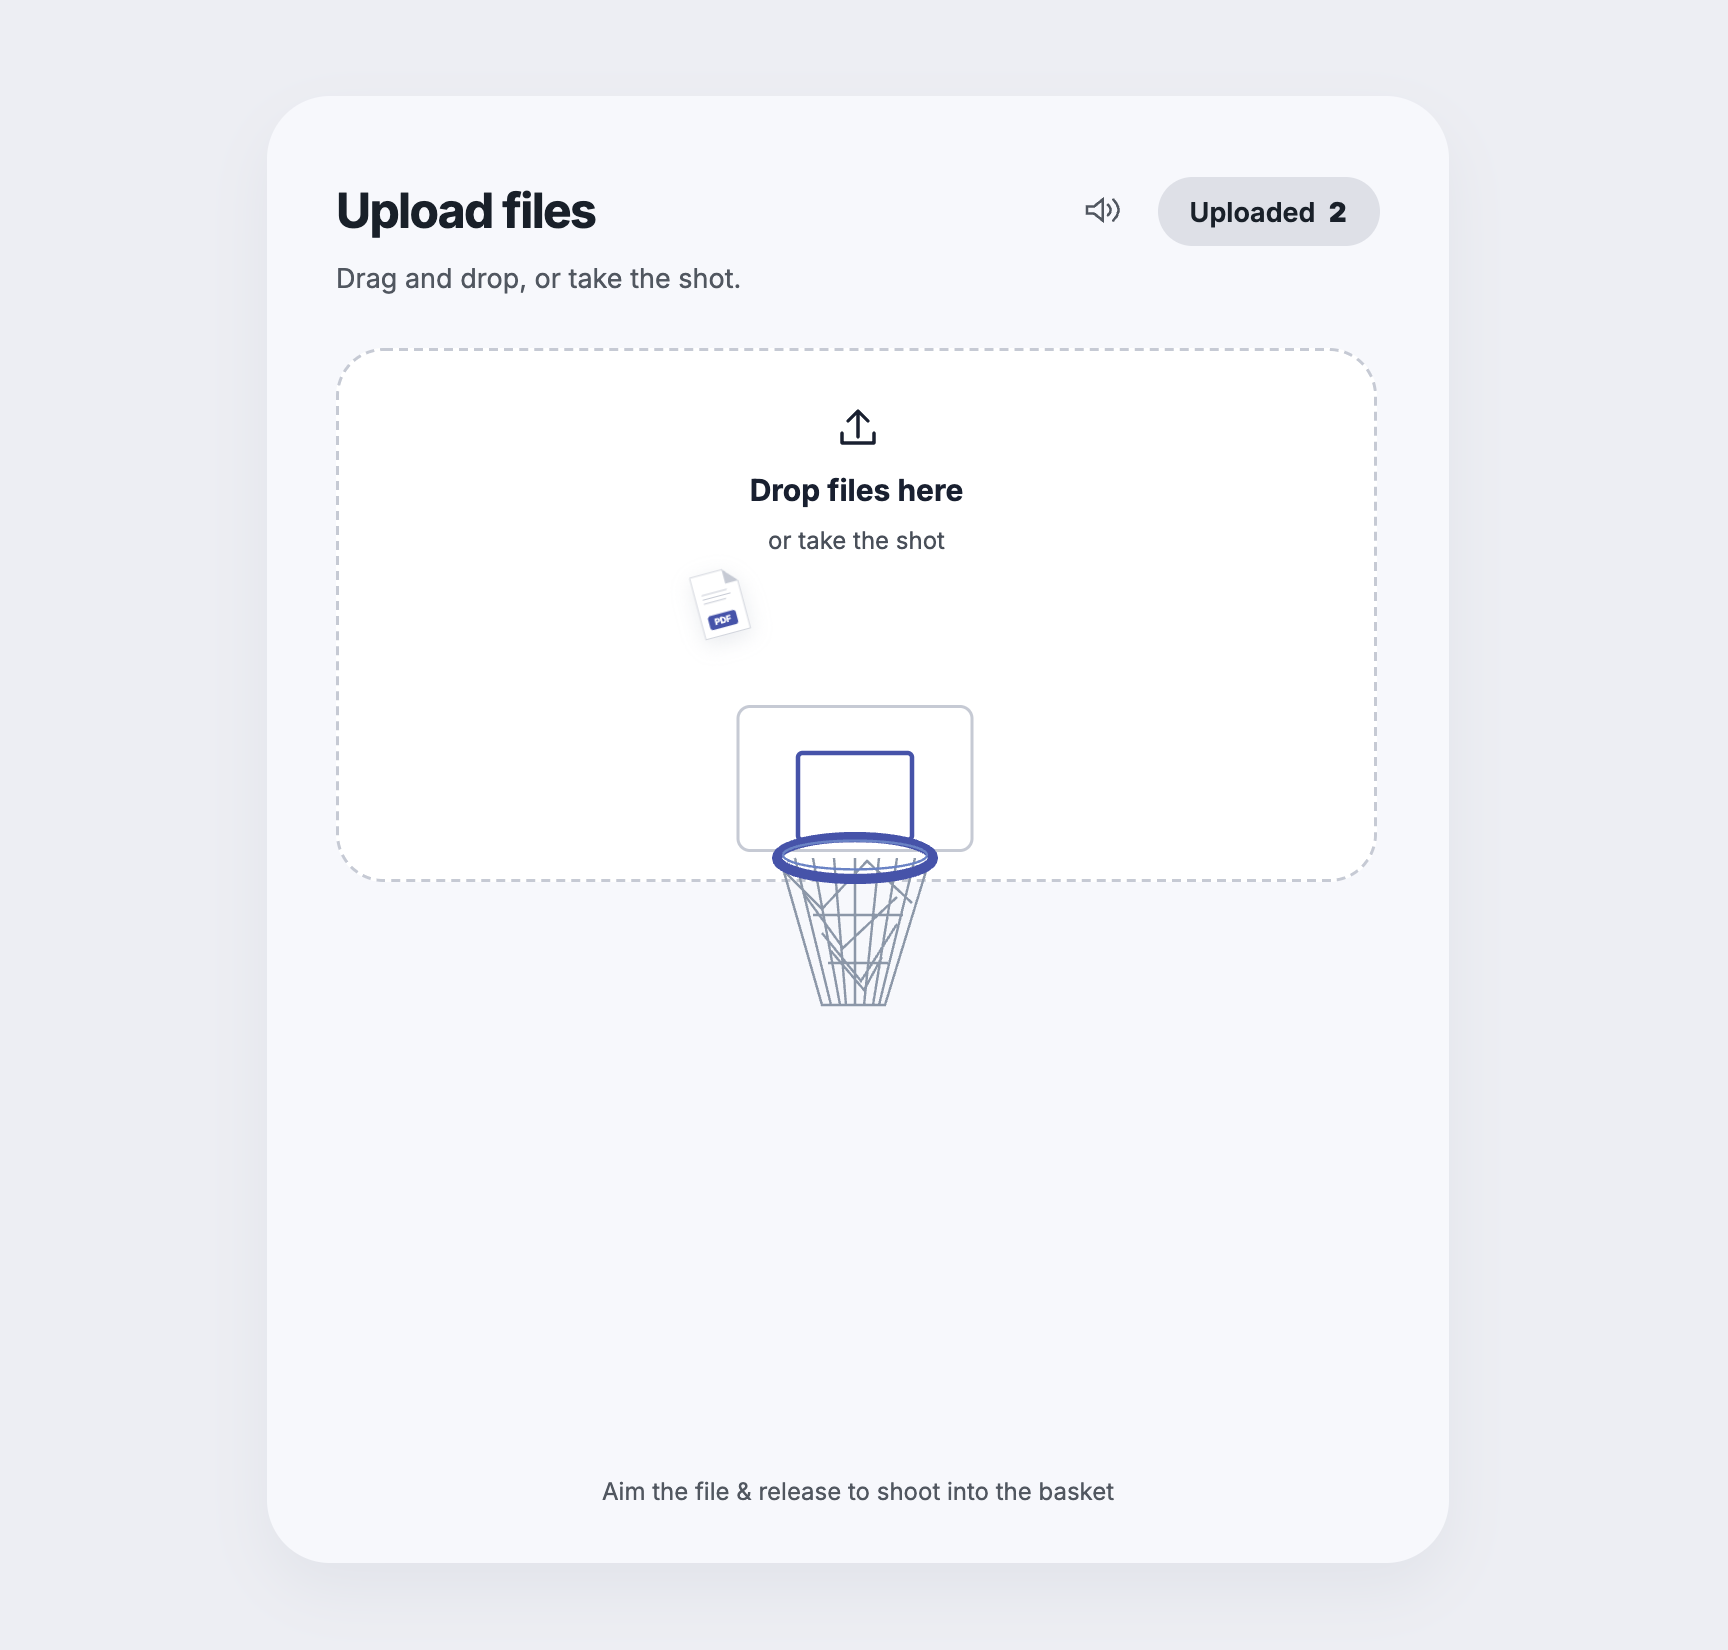 Upload files
Uploaded 2
Drag and drop, or take the shot.
Drop files here
or take the shot
PDF
Aim the file & release to shoot into the basket